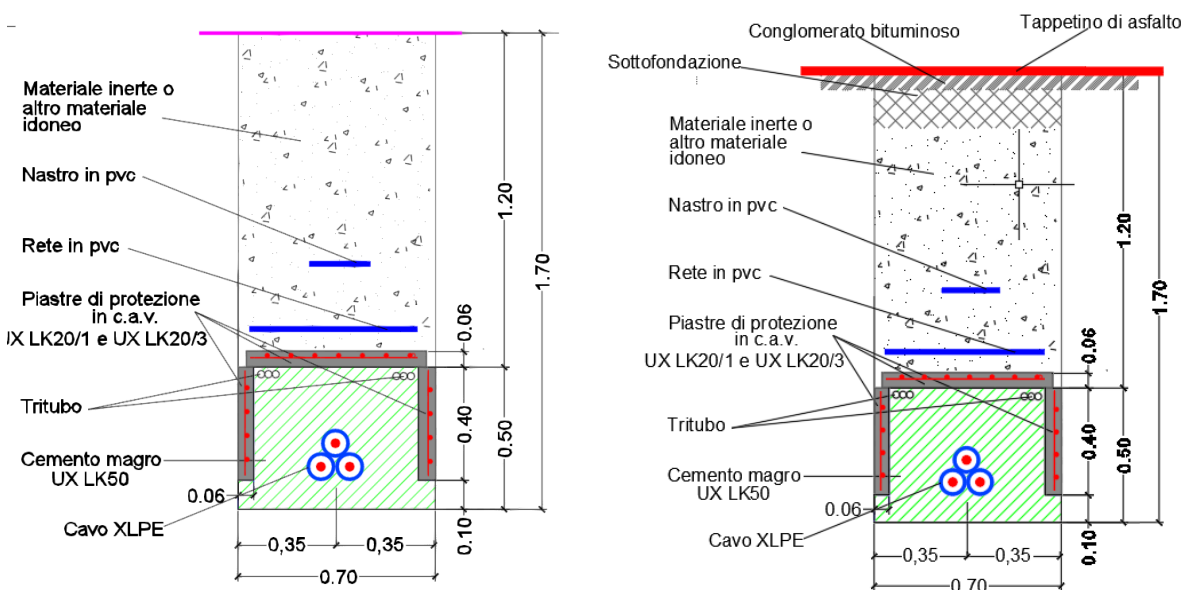 Materiale inerte o
altro materiale
idoneo
Nastro in pvc
Rete in pvc
Piastre di protezione
in c.a.v.
UX LK20/1 e UX LK20/3
Tritubo
Cemento magro
UX LK50
0.06
Cavo XLPE
0,35
0,35
0.70
1.20
1.70
0.06
0.40
0.50
0.10
Tappetino di asfalto
Conglomerato bituminoso
Sottofondazione
Materiale inerte o
altro materiale
idoneo
Nastro in pvc
Rete in pvc
Piastre di protezione
in c.a.v.
UX LK20/1 e UX LK20/3
Tritubo
Cemento magro
UX LK50
0.06
Cavo XLPE
0,35
0,35
0.70
1.20
1.70
0.06
0.40
0.50
0.10